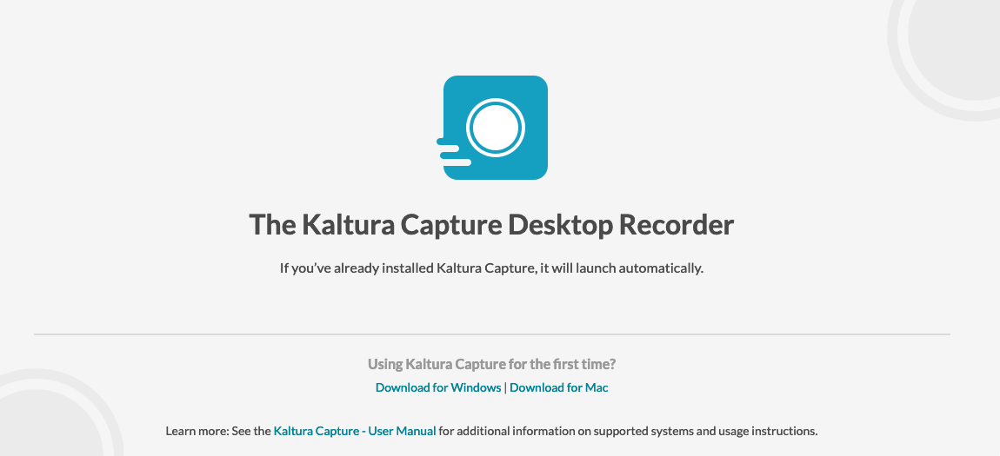 The Kaltura Capture Desktop Recorder
If you’ve already installed Kaltura Capture, it will launch automatically.
Using Kaltura Capture for the first time?
Download for Windows | Download for Mac
Learn more: See the Kaltura Capture - User Manual for additional information on supported systems and usage instructions.